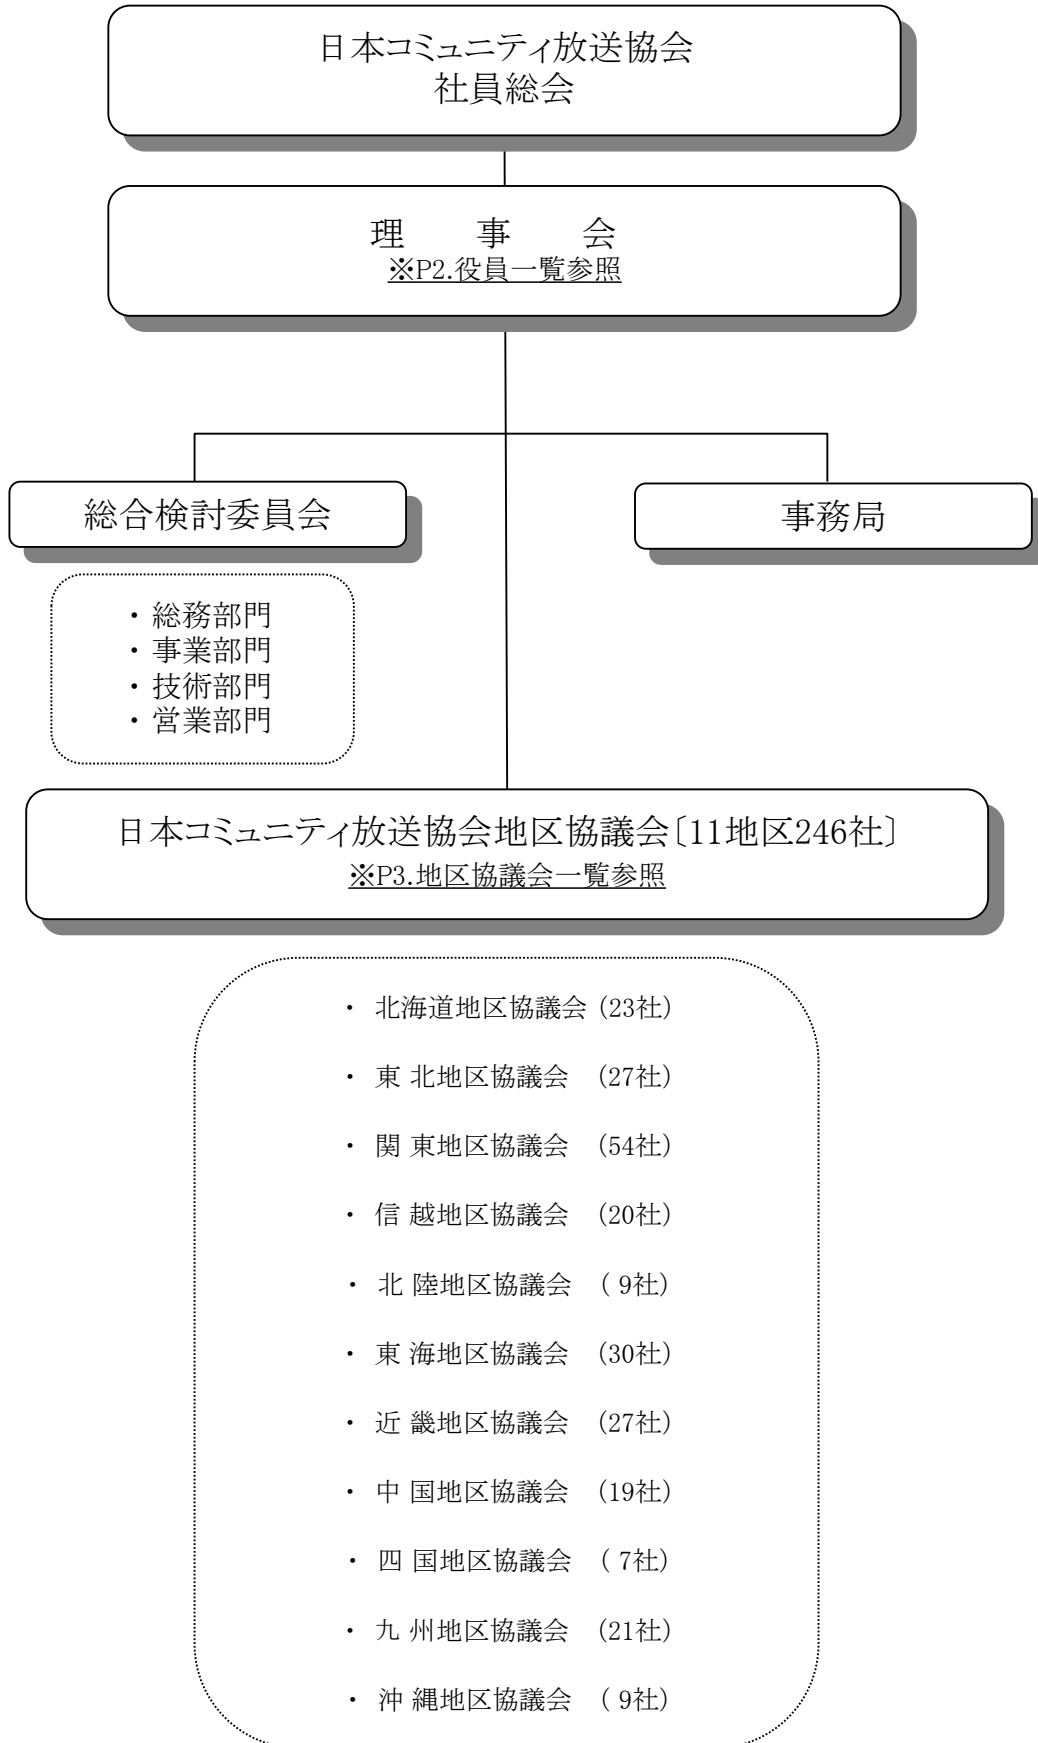 日本コミュニティ放送協会
社員総会
理　事　会
※P2.役員一覧参照
総合検討委員会
事務局
・総務部門
・事業部門
・技術部門
・営業部門
日本コミュニティ放送協会地区協議会〔11地区246社〕
※P3.地区協議会一覧参照
・ 北海道地区協議会 (23社)
・ 東 北地区協議会 (27社)
・ 関 東地区協議会 (54社)
・ 信 越地区協議会 (20社)
・ 北 陸地区協議会 ( 9社)
・ 東 海地区協議会 (30社)
・ 近 畿地区協議会 (27社)
・ 中 国地区協議会 (19社)
・ 四 国地区協議会 ( 7社)
・ 九 州地区協議会 (21社)
・ 沖 縄地区協議会 ( 9社)